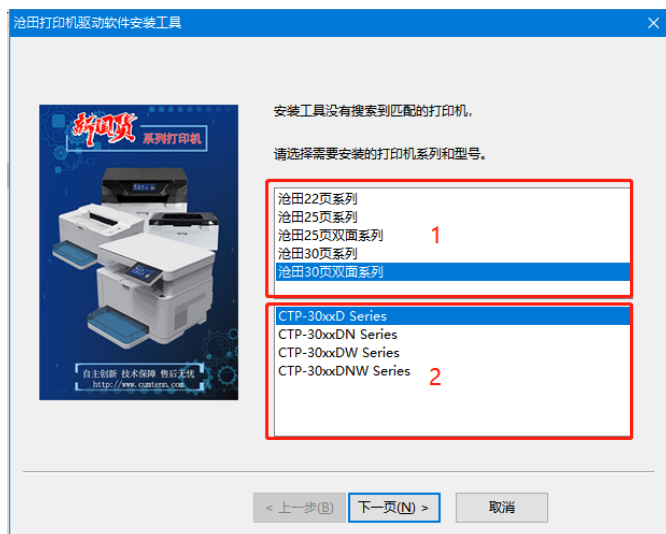 沧田打印机驱动软件安装工具
新国货
系列打印机
自主创新 技术保障 售后无忧
http://www.cumtenn.com
安装工具没有搜索到匹配的打印机,
请选择需要安装的打印机系列和型号。
沧田22页系列
沧田25页系列
沧田25页双面系列
沧田30页系列
沧田30页双面系列
1
CTP-30xxD Series
CTP-30xxDN Series
CTP-30xxDW Series
CTP-30xxDNW Series
2
< 上一步(B)
下一页(N) >
取消